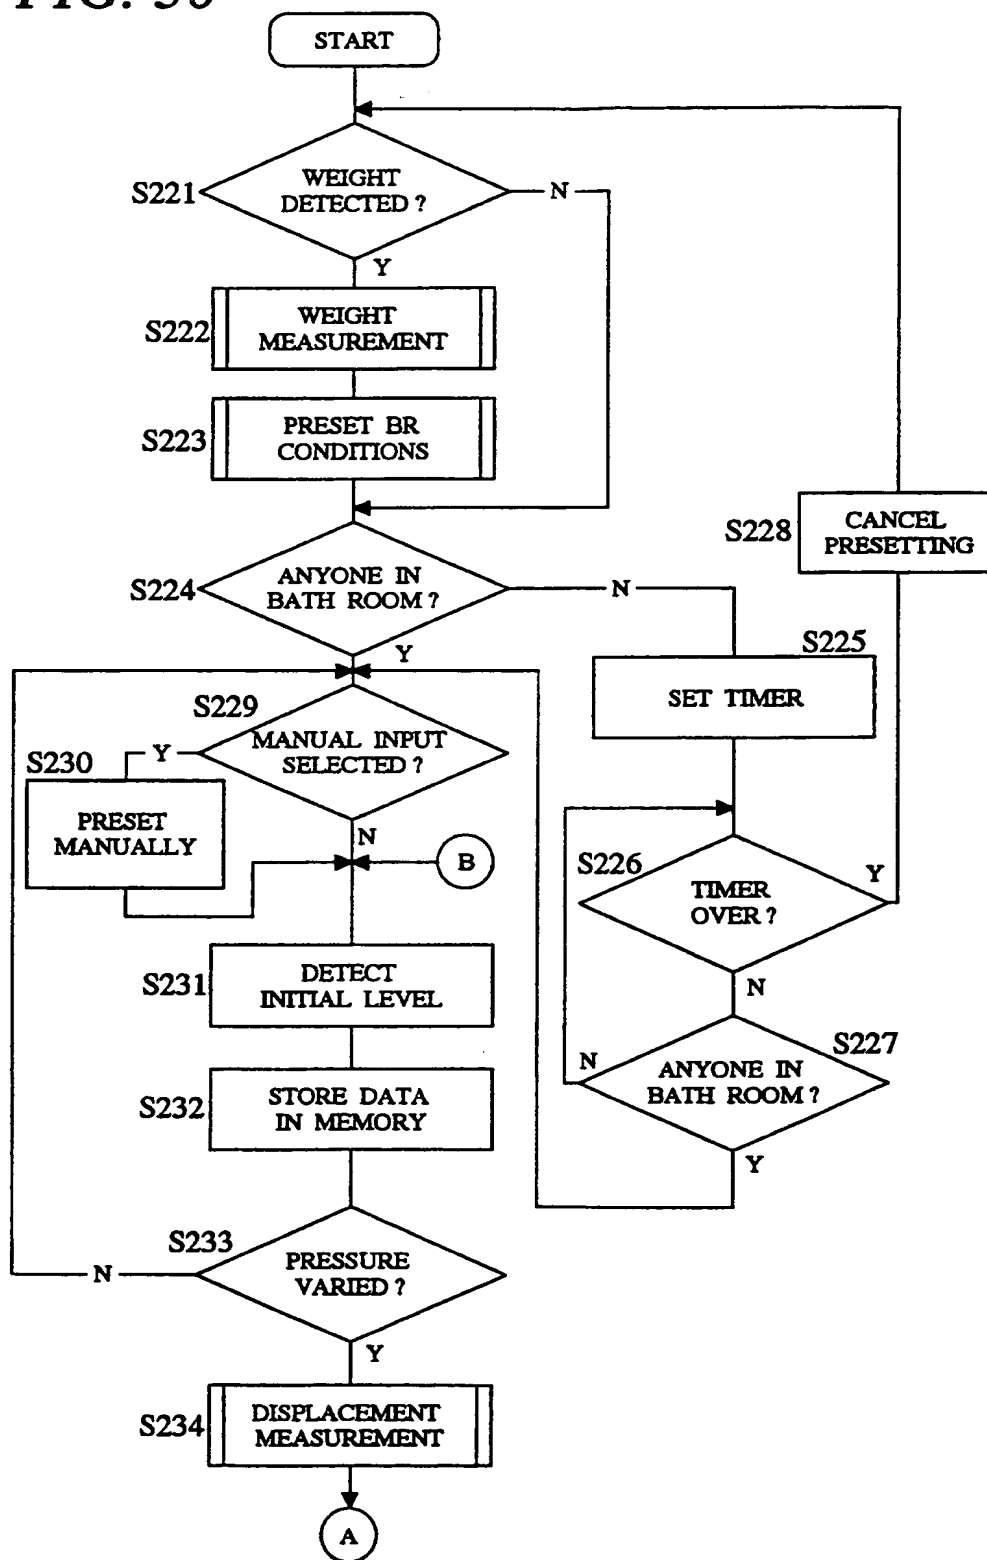 FIG.
START
WEIGHT
DETECTED ?
S221
N
Y
S222
WEIGHT
MEASUREMENT
S223
PRESET BR
CONDITIONS
S228
CANCEL
PRESETTING
S224
ANYONE IN
BATH ROOM ?
N
Y
S225
SET TIMER
S229
MANUAL INPUT
SELECTED ?
Y
S230
PRESET
MANUALLY
N
B
S226
TIMER
OVER ?
Y
N
S231
DETECT
INITIAL LEVEL
S227
ANYONE IN
BATH ROOM ?
N
Y
S232
STORE DATA
IN MEMORY
S233
PRESSURE
VARIED ?
N
Y
S234
DISPLACEMENT
MEASUREMENT
A